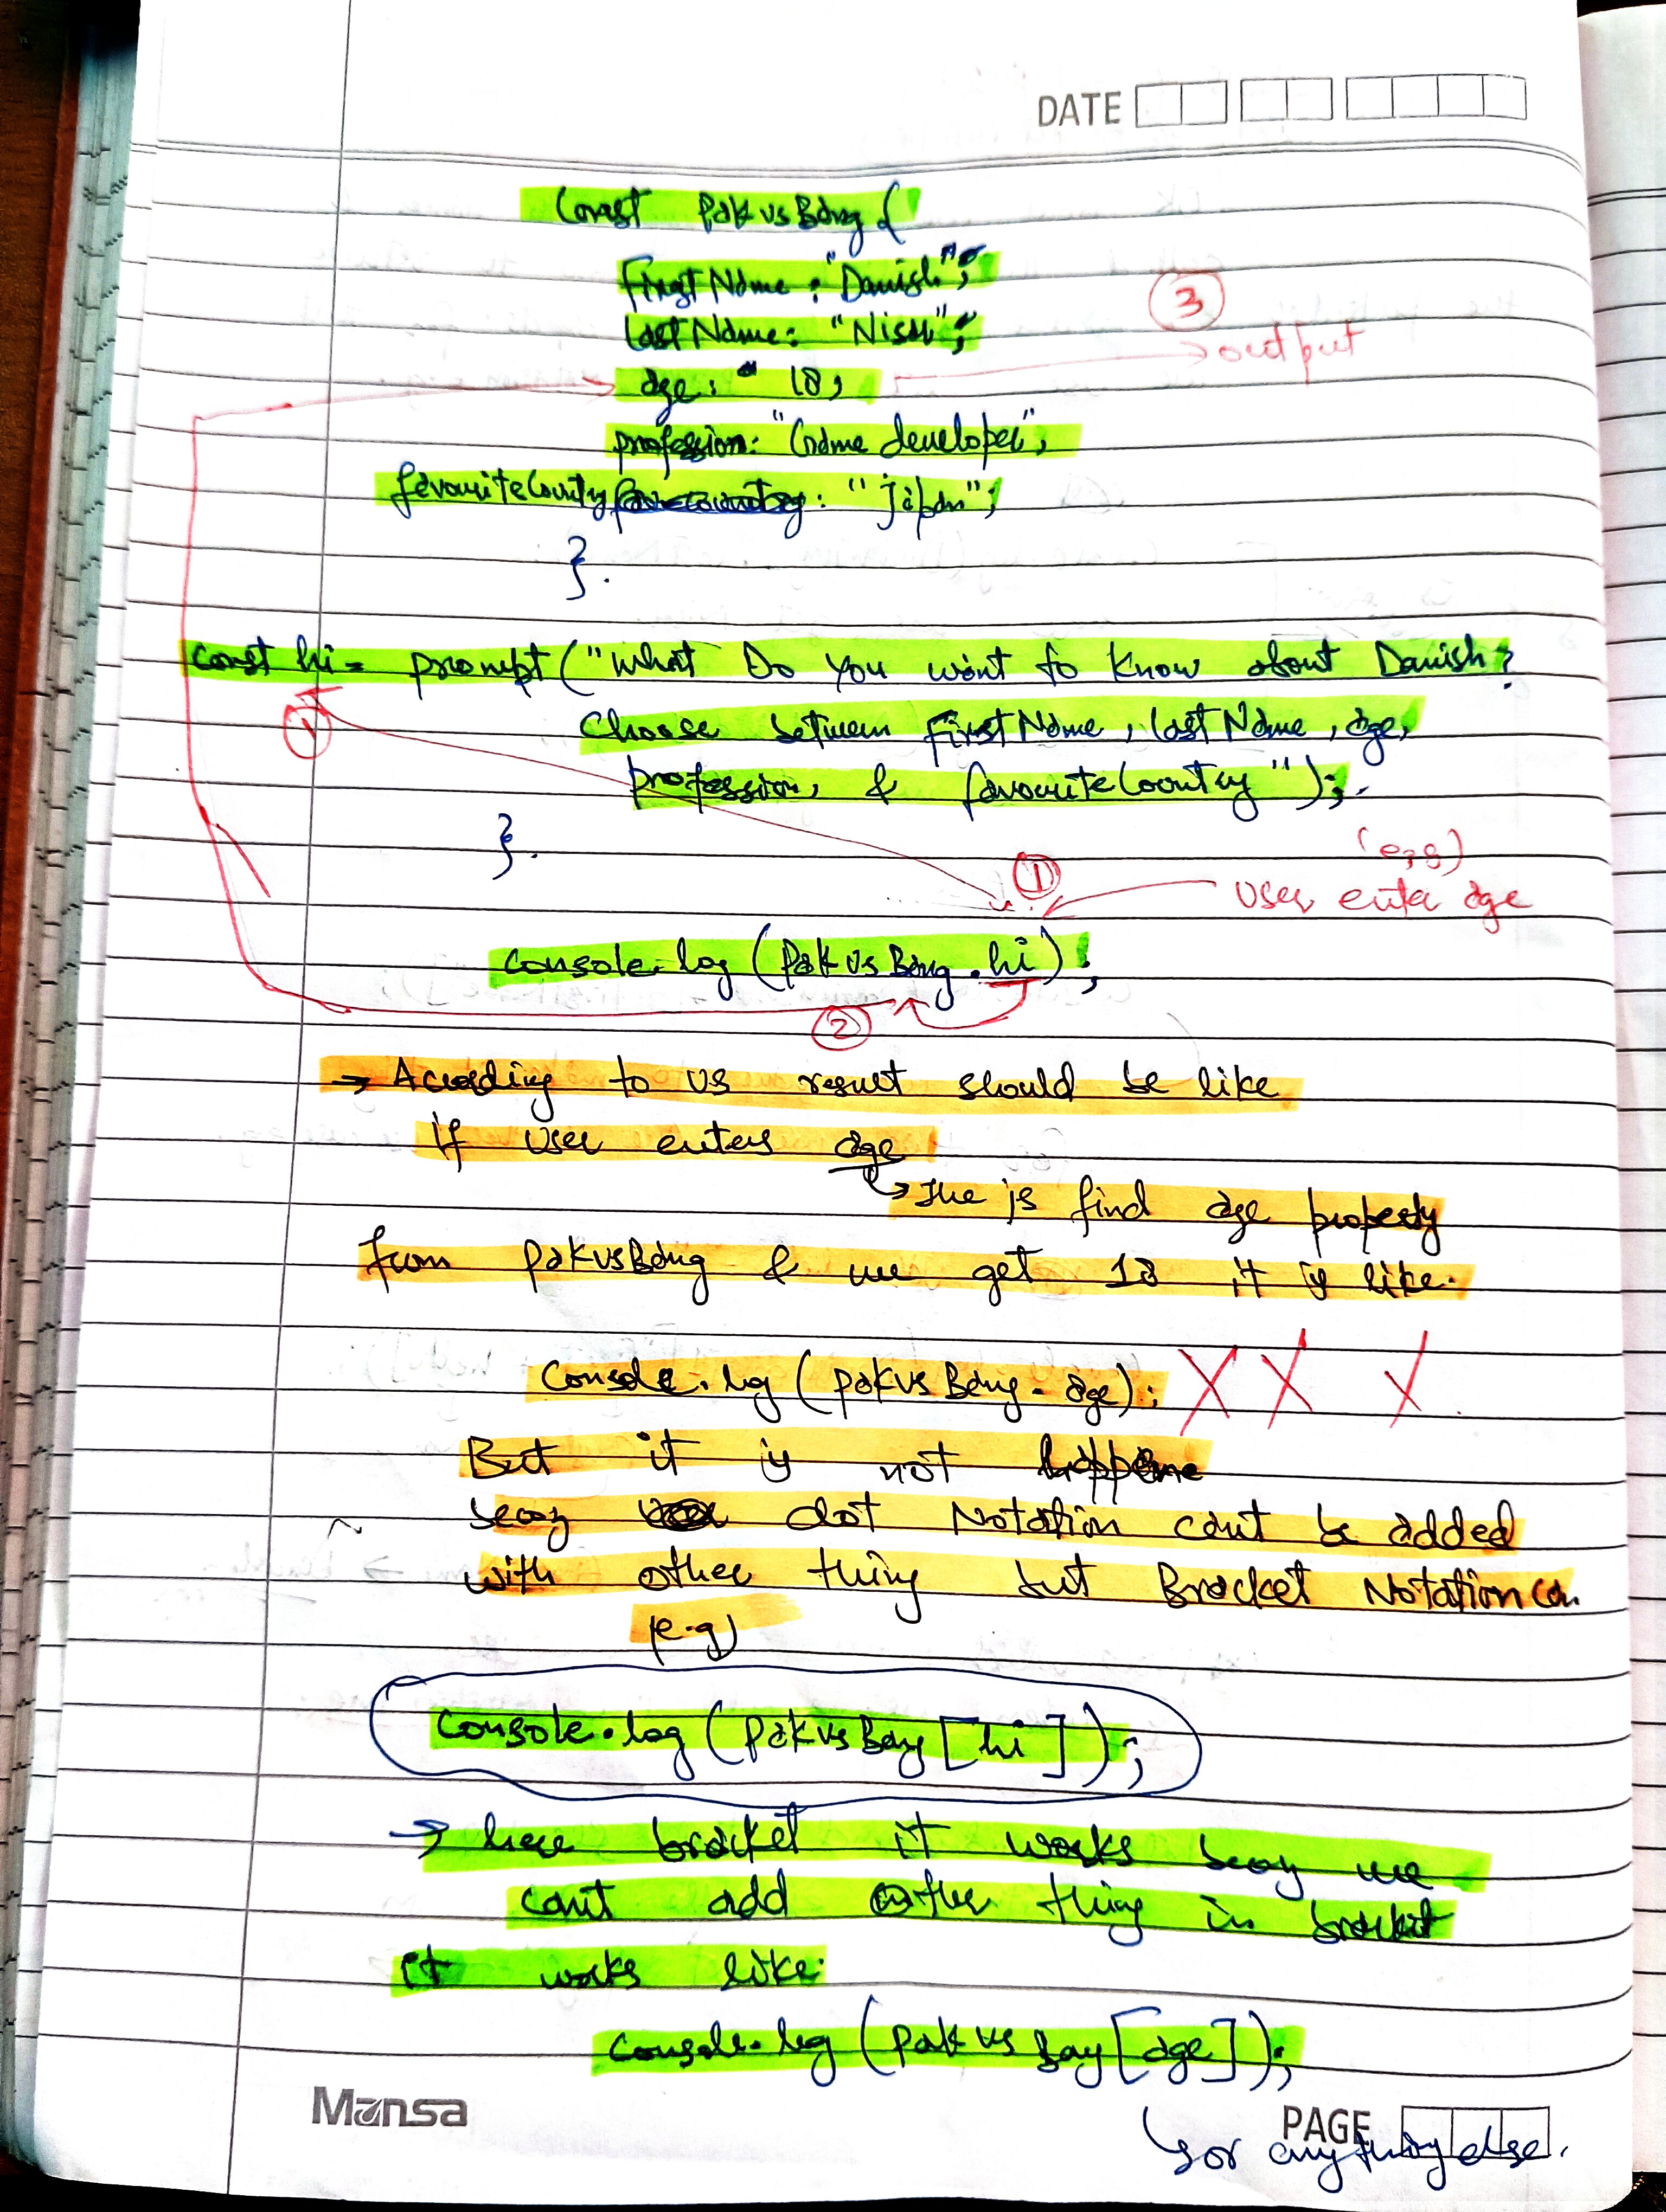 DATE
Const PakvsBang {
FirstName : "Danish",
lastName: "Nisar",
3
→ output
age: 18,
profession: "Game developer",
favouriteCountry : "japan",
}.
const hi = prompt ("What Do You want to Know about Danish?
1
Choose between firstName, lastName, age,
profession, & favouriteCountry");
}.
(e,g)
1
User enter age
console.log (PakvsBang.hi);
2
→ According to us result should be like
If user enters age
↳ the js find age property
from pakvsBang & we get 18 it is like.
Console.log (pakvsBang.age); X X X
But it is not happene
becoz dot Notation cant be added
with other thing but Bracket Notation can
(e.g)
console.log (PakvsBang [hi]);
→ here bracket it works becoz we
cant add other thing in bracket
it works like
console.log (Pakvsbang [age]);
Mansa
PAGE
↳ or anything else.